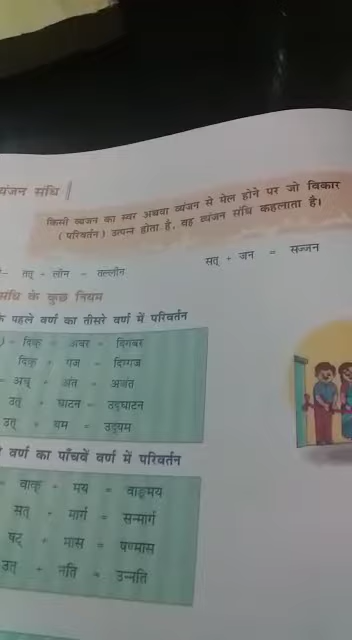 व्यंजन संधि
किसी व्यंजन का स्वर अथवा व्यंजन से मेल होने पर जो विकार
(परिवर्तन) उत्पन्न होता है, वह व्यंजन संधि कहलाता है।
तत् + लीन = तल्लीन सत् + जन = सज्जन
संधि के कुछ नियम
के पहले वर्ण का तीसरे वर्ण में परिवर्तन
दिक् + अंबर = दिगंबर
दिक् + गज = दिग्गज
अच् + अंत = अजंत
उत् + घाटन = उद्घाटन
उत् + यम = उद्यम
वर्ण का पाँचवें वर्ण में परिवर्तन
= वाक् + मय = वाङ्मय
सत् + मार्ग = सन्मार्ग
षट् + मास = षण्मास
उत् + नति = उन्नति